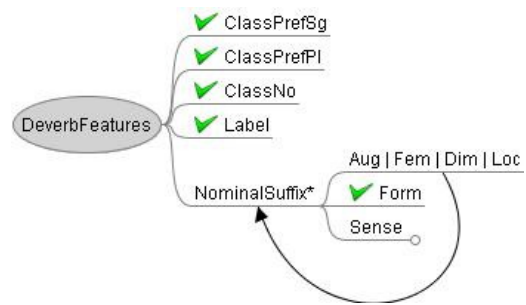 ClassPrefSg
ClassPrefPl
ClassNo
DeverbFeatures
Label
Aug | Fem | Dim | Loc
NominalSuffix*
Form
Sense